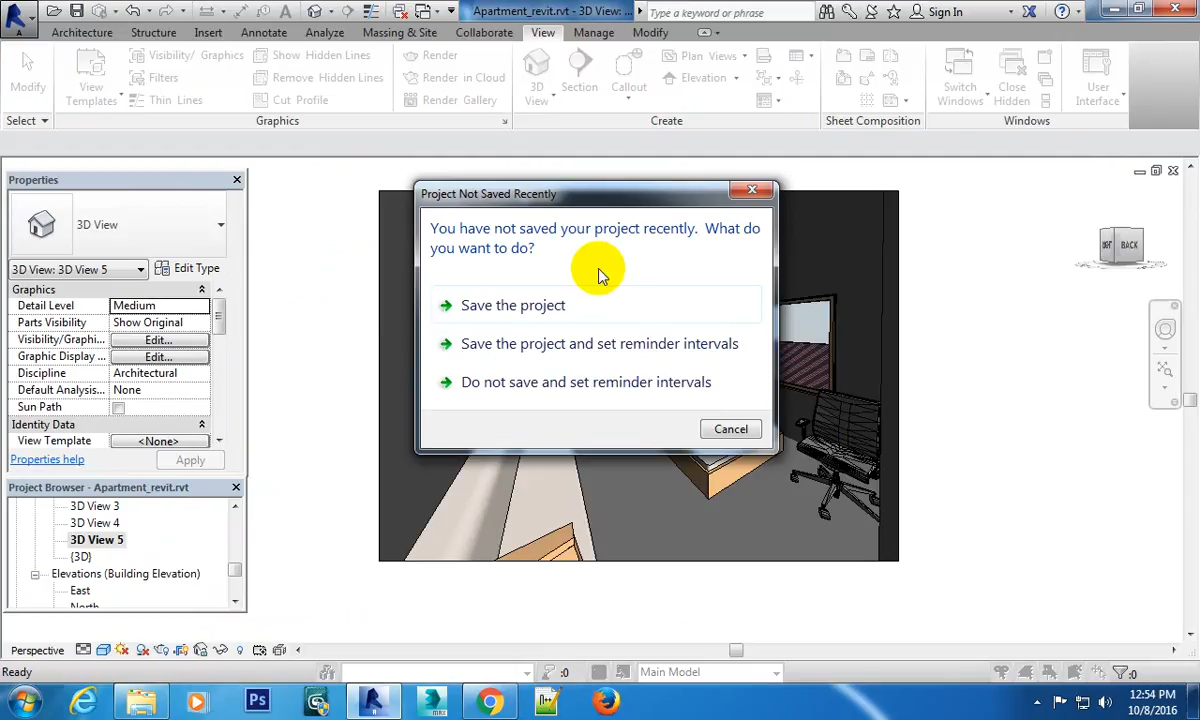 Apartment_revit.rvt - 3D View: ...
Type a keyword or phrase
Sign In
Architecture Structure Insert Annotate Analyze Massing & Site Collaborate View Manage Modify
Modify
View
Templates
Visibility/ Graphics
Filters
Thin Lines
Show Hidden Lines
Remove Hidden Lines
Cut Profile
Render
Render in Cloud
Render Gallery
3D
View
Section
Callout
Plan Views
Elevation
Switch
Windows
Close
Hidden
User
Interface
Select
Graphics
Create
Sheet Composition
Windows
Properties
3D View
3D View: 3D View 5
Edit Type
Graphics
Detail Level Medium
Parts Visibility Show Original
Visibility/Graphi... Edit...
Graphic Display ... Edit...
Discipline Architectural
Default Analysis... None
Sun Path
Identity Data
View Template <None>
Properties help
Apply
Project Browser - Apartment_revit.rvt
3D View 3
3D View 4
3D View 5
{3D}
Elevations (Building Elevation)
East
North
Project Not Saved Recently
You have not saved your project recently. What do
you want to do?
Save the project
Save the project and set reminder intervals
Do not save and set reminder intervals
Cancel
BACK
Perspective
Ready
:0
Main Model
:0
Ps
MAX
12:54 PM
10/8/2016